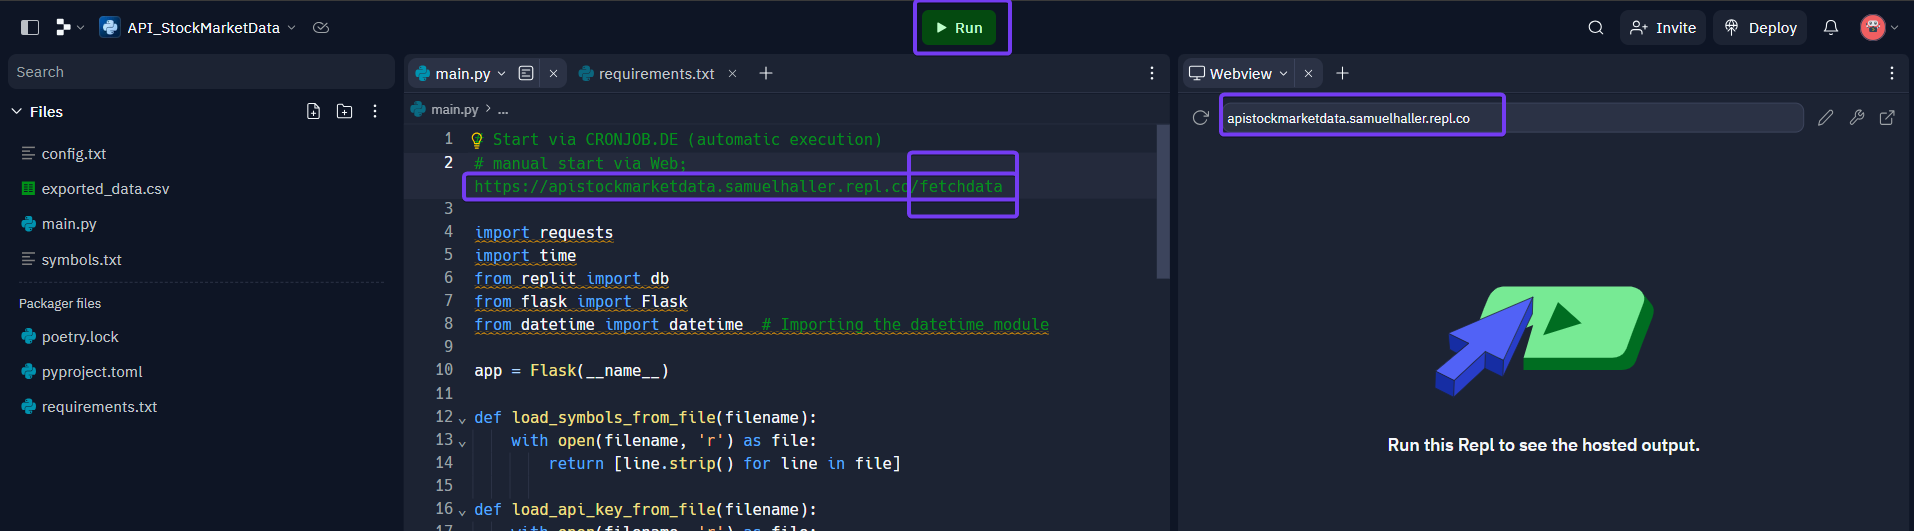 API_StockMarketData
Run
Invite
Deploy
Search
Files
config.txt
exported_data.csv
main.py
symbols.txt
Packager files
poetry.lock
pyproject.toml
requirements.txt
main.py
requirements.txt
main.py > ...
1 Start via CRONJOB.DE (automatic execution)
2 # manual start via Web;
https://apistockmarketdata.samuelhaller.repl.co/fetchdata
3
4 import requests
5 import time
6 from replit import db
7 from flask import Flask
8 from datetime import datetime # Importing the datetime module
9
10 app = Flask(__name__)
11
12 def load_symbols_from_file(filename):
13 with open(filename, 'r') as file:
14 return [line.strip() for line in file]
15
16 def load_api_key_from_file(filename):
17 with open(filename, 'r') as file:
Webview
apistockmarketdata.samuelhaller.repl.co
Run this Repl to see the hosted output.